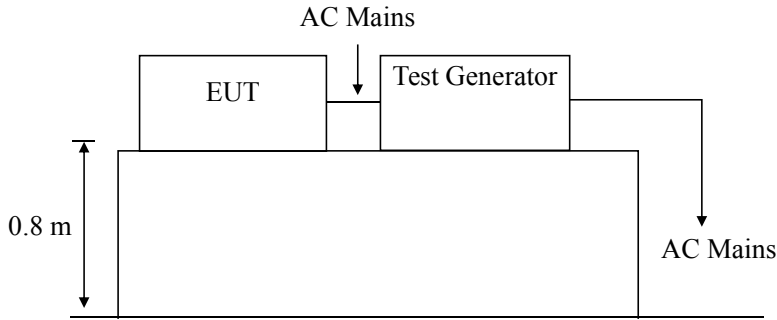 AC Mains
EUT
Test Generator
0.8 m
AC Mains